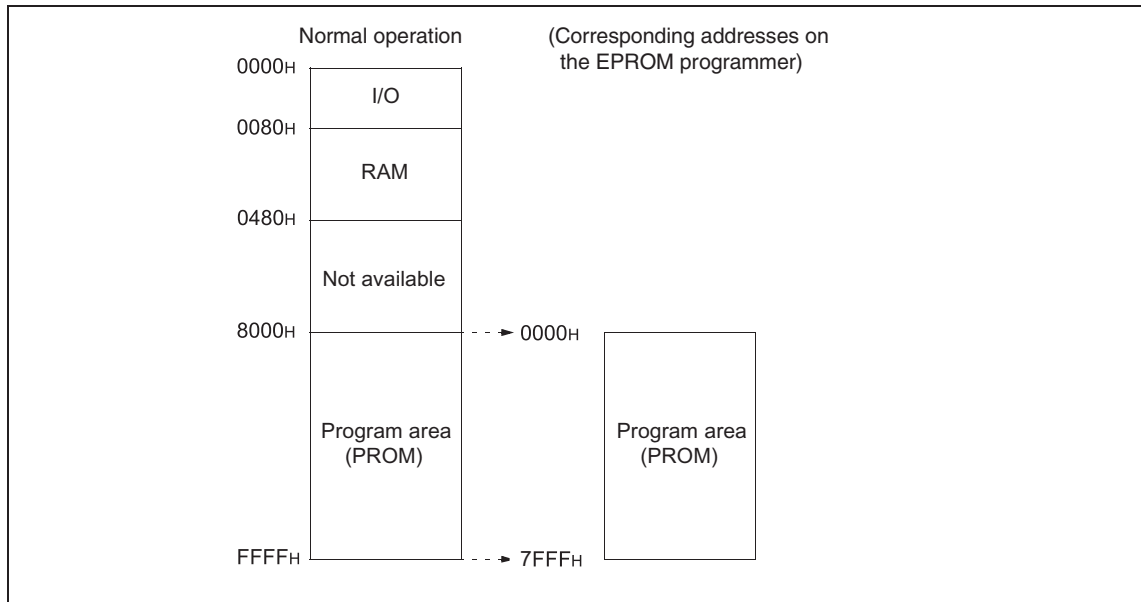 Normal operation
(Corresponding addresses on
the EPROM programmer)
0000H
I/O
0080H
RAM
0480H
Not available
8000H
0000H
Program area
(PROM)
Program area
(PROM)
FFFFH
7FFFH